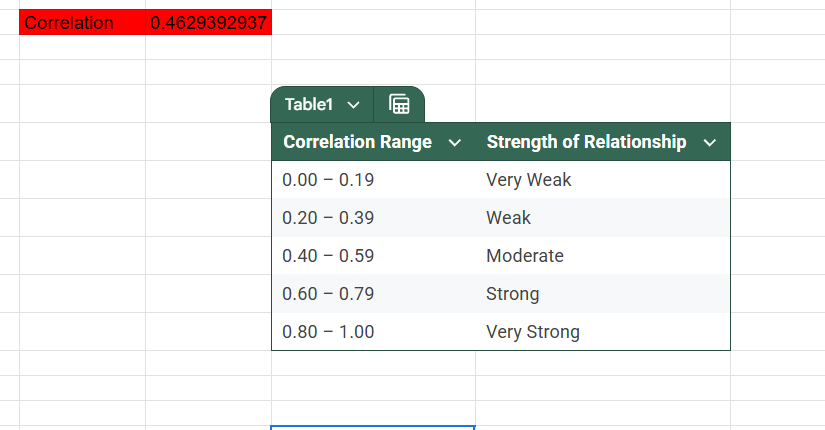 Correlation 0.4629392937
Table1
Correlation Range Strength of Relationship
0.00 – 0.19 Very Weak
0.20 – 0.39 Weak
0.40 – 0.59 Moderate
0.60 – 0.79 Strong
0.80 – 1.00 Very Strong